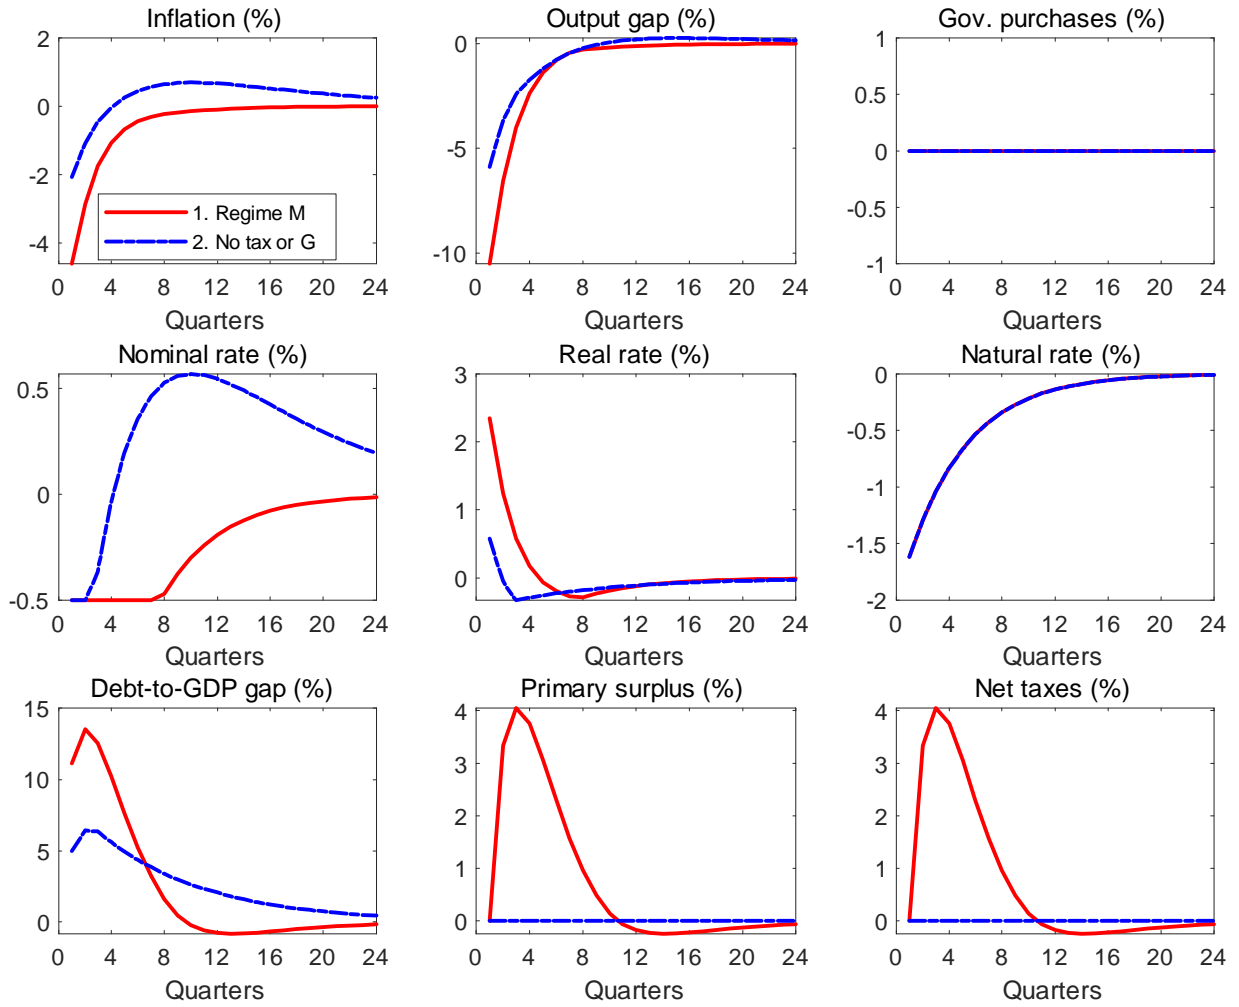 Inflation (%)
Output gap (%)
Gov. purchases (%)
2
0
-2
-4
1. Regime M
2. No tax or G
0 4 8 12 16 20 24
Quarters
0
-5
-10
0 4 8 12 16 20 24
Quarters
1
0.5
0
-0.5
-1
0 4 8 12 16 20 24
Quarters
Nominal rate (%)
Real rate (%)
Natural rate (%)
0.5
0
-0.5
0 4 8 12 16 20 24
Quarters
3
2
1
0
0 4 8 12 16 20 24
Quarters
0
-0.5
-1
-1.5
-2
0 4 8 12 16 20 24
Quarters
Debt-to-GDP gap (%)
Primary surplus (%)
Net taxes (%)
15
10
5
0
0 4 8 12 16 20 24
Quarters
4
3
2
1
0
0 4 8 12 16 20 24
Quarters
4
3
2
1
0
0 4 8 12 16 20 24
Quarters